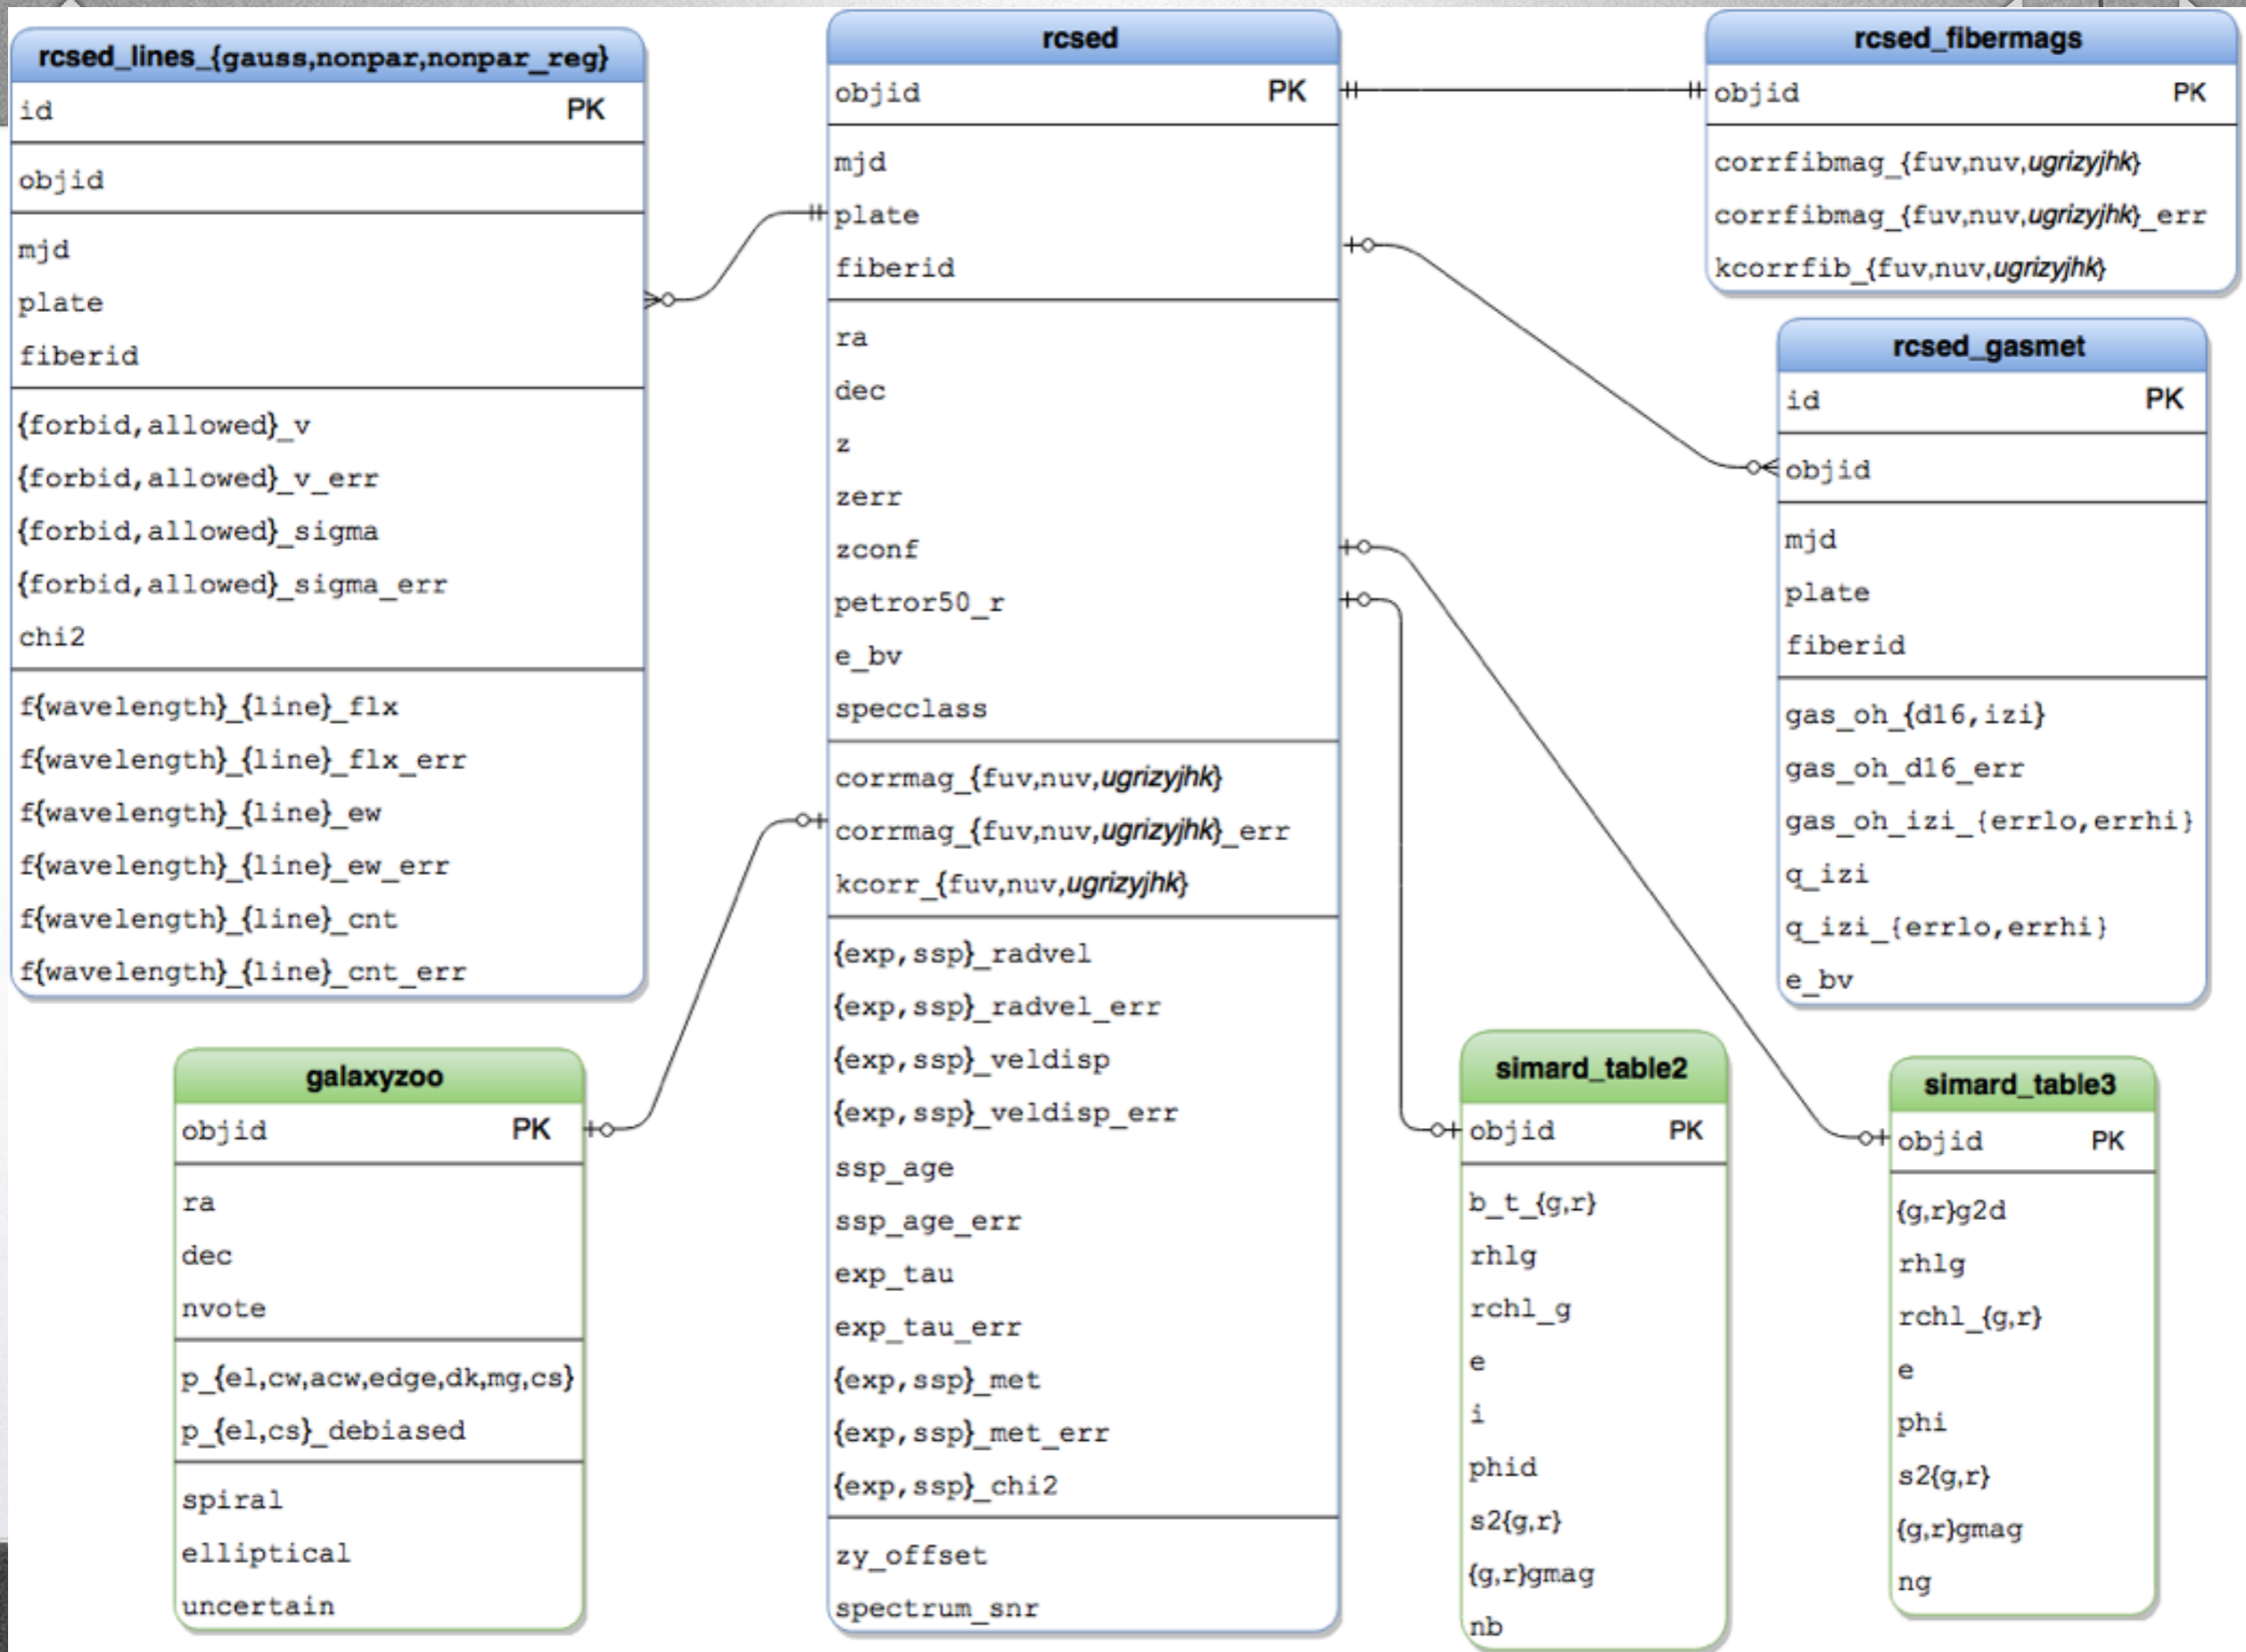 rcsed_lines_{gauss,nonpar,nonpar_reg}
id PK
objid
mjd
plate
fiberid
{forbid,allowed}_v
{forbid,allowed}_v_err
{forbid,allowed}_sigma
{forbid,allowed}_sigma_err
chi2
f{wavelength}_{line}_flx
f{wavelength}_{line}_flx_err
f{wavelength}_{line}_ew
f{wavelength}_{line}_ew_err
f{wavelength}_{line}_cnt
f{wavelength}_{line}_cnt_err
galaxyzoo
objid PK
ra
dec
nvote
p_{el,cw,acw,edge,dk,mg,cs}
p_{el,cs}_debiased
spiral
elliptical
uncertain
rcsed
objid PK
mjd
plate
fiberid
ra
dec
z
zerr
zconf
petror50_r
e_bv
specclass
corrmag_{fuv,nuv,ugrizyjhk}
corrmag_{fuv,nuv,ugrizyjhk}_err
kcorr_{fuv,nuv,ugrizyjhk}
{exp,ssp}_radvel
{exp,ssp}_radvel_err
{exp,ssp}_veldisp
{exp,ssp}_veldisp_err
ssp_age
ssp_age_err
exp_tau
exp_tau_err
{exp,ssp}_met
{exp,ssp}_met_err
{exp,ssp}_chi2
zy_offset
spectrum_snr
rcsed_fibermags
objid PK
corrfibmag_{fuv,nuv,ugrizyjhk}
corrfibmag_{fuv,nuv,ugrizyjhk}_err
kcorrfib_{fuv,nuv,ugrizyjhk}
rcsed_gasmet
id PK
objid
mjd
plate
fiberid
gas_oh_{d16,izi}
gas_oh_d16_err
gas_oh_izi_{errlo,errhi}
q_izi
q_izi_{errlo,errhi}
e_bv
simard_table2
objid PK
b_t_{g,r}
rhlg
rchl_g
e
i
phid
s2{g,r}
{g,r}gmag
nb
simard_table3
objid PK
{g,r}g2d
rhlg
rchl_{g,r}
e
phi
s2{g,r}
{g,r}gmag
ng